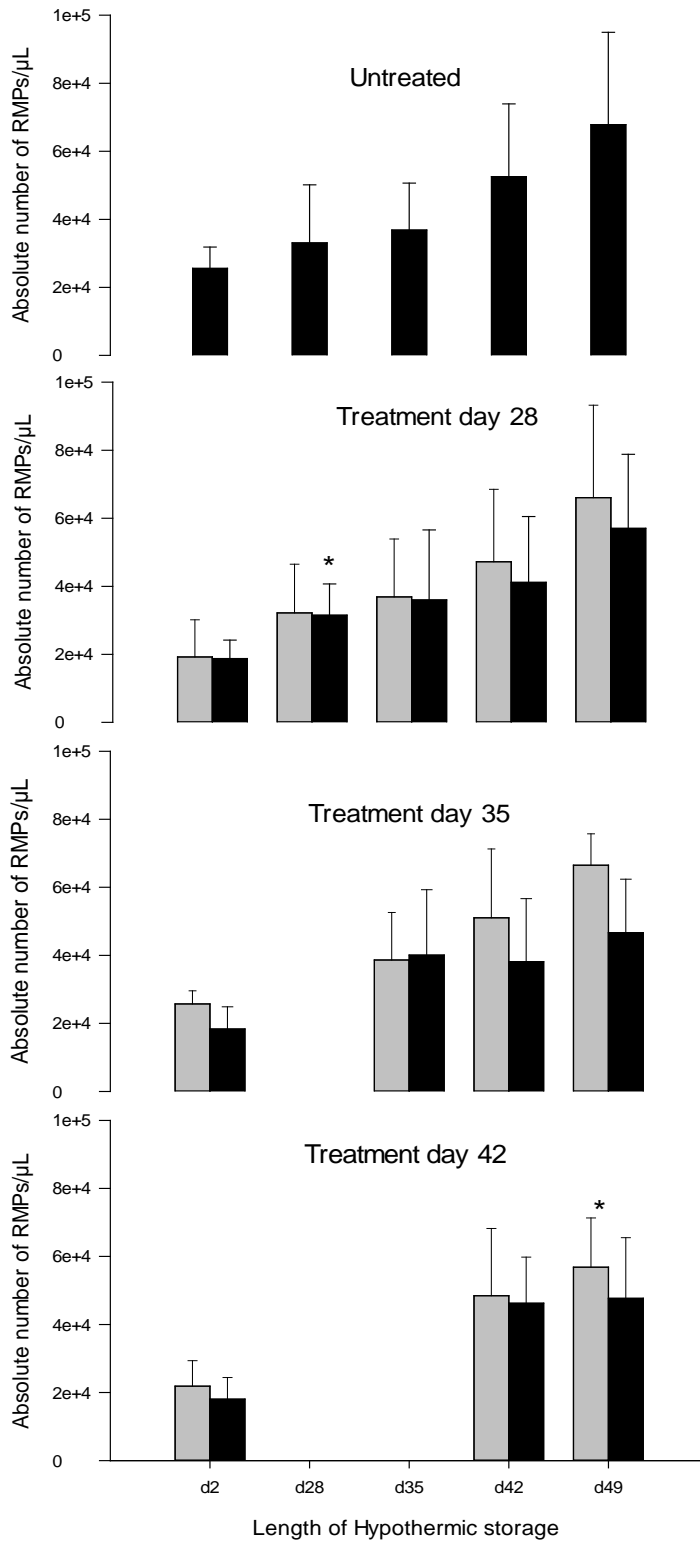 Absolute number of RMPs/µL
1e+5
8e+4
6e+4
4e+4
2e+4
0
Untreated
Absolute number of RMPs/µL
1e+5
8e+4
6e+4
4e+4
2e+4
0
Treatment day 28
*
Absolute number of RMPs/µL
1e+5
8e+4
6e+4
4e+4
2e+4
0
Treatment day 35
Absolute number of RMPs/µL
1e+5
8e+4
6e+4
4e+4
2e+4
0
Treatment day 42
*
d2 d28 d35 d42 d49
Length of Hypothermic storage